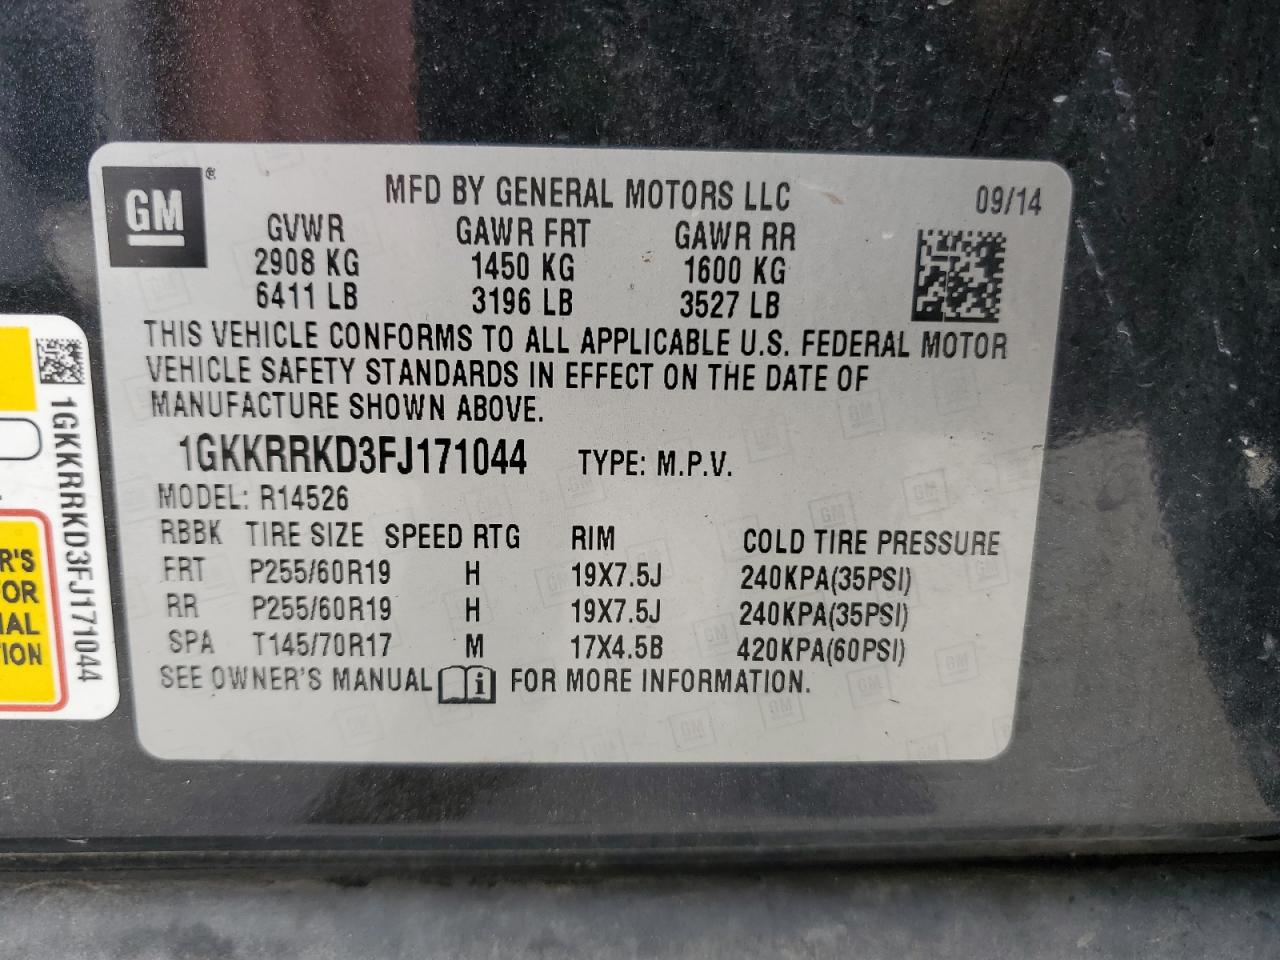 GM®
MFD BY GENERAL MOTORS LLC 09/14
GVWR GAWR FRT GAWR RR
2908 KG 1450 KG 1600 KG
6411 LB 3196 LB 3527 LB
THIS VEHICLE CONFORMS TO ALL APPLICABLE U.S. FEDERAL MOTOR
VEHICLE SAFETY STANDARDS IN EFFECT ON THE DATE OF
MANUFACTURE SHOWN ABOVE.
1GKKRRKD3FJ171044 TYPE: M.P.V.
MODEL: R14526
RBBK TIRE SIZE SPEED RTG RIM COLD TIRE PRESSURE
FRT P255/60R19 H 19X7.5J 240KPA(35PSI)
RR P255/60R19 H 19X7.5J 240KPA(35PSI)
SPA T145/70R17 M 17X4.5B 420KPA(60PSI)
SEE OWNER'S MANUAL i FOR MORE INFORMATION.
1GKKRRKD3FJ171044
R'S
OR
IAL
ION